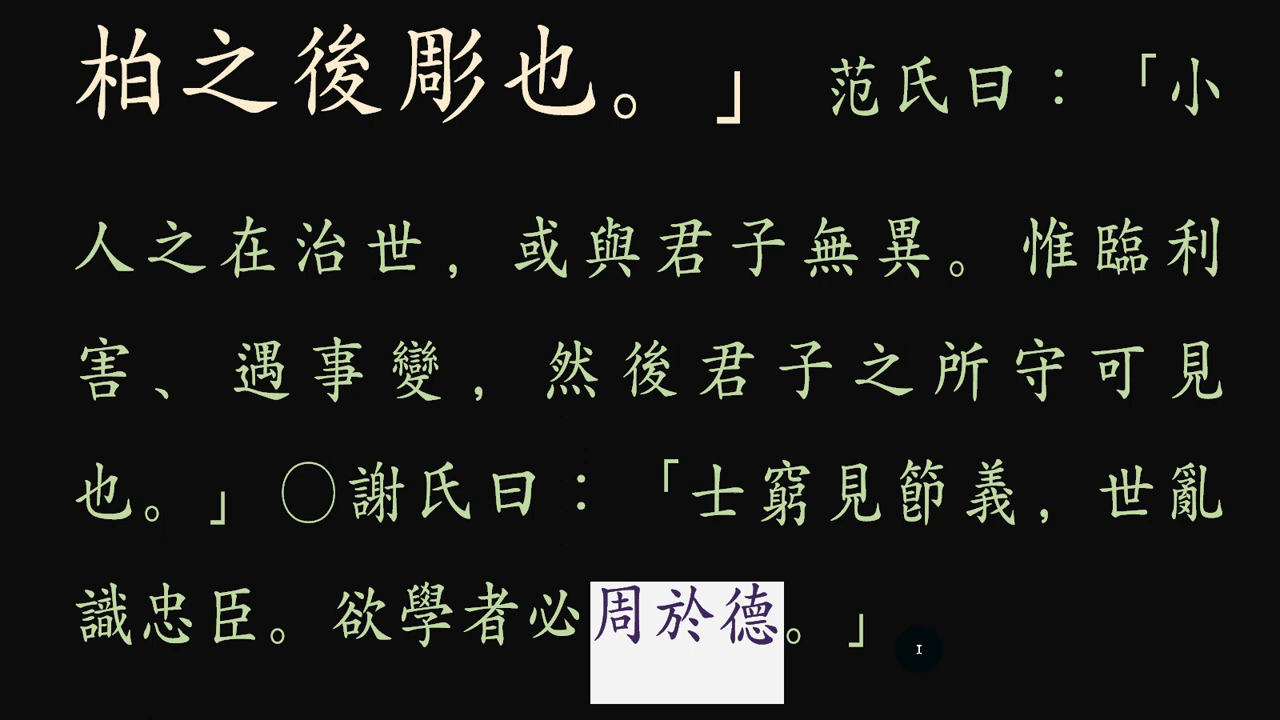 柏之後彫也。」 范氏曰：「小
人之在治世，或與君子無異。惟臨利
害、遇事變，然後君子之所守可見
也。」 ○謝氏曰：「士窮見節義，世亂
識忠臣。欲學者必周於德。」